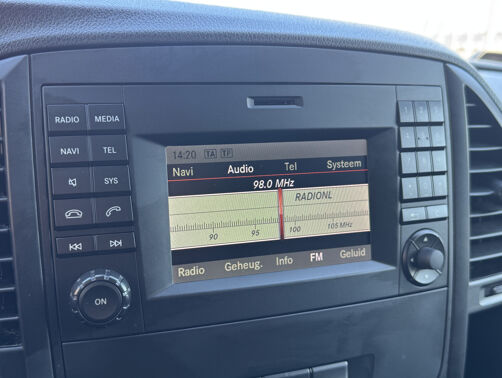 RADIO MEDIA
NAVI TEL
SYS
ON
14:20 TA TP
Navi Audio Tel Systeem
98.0 MHz
RADIONL
90 95 100 105 MHz
Radio Geheug. Info FM Geluid